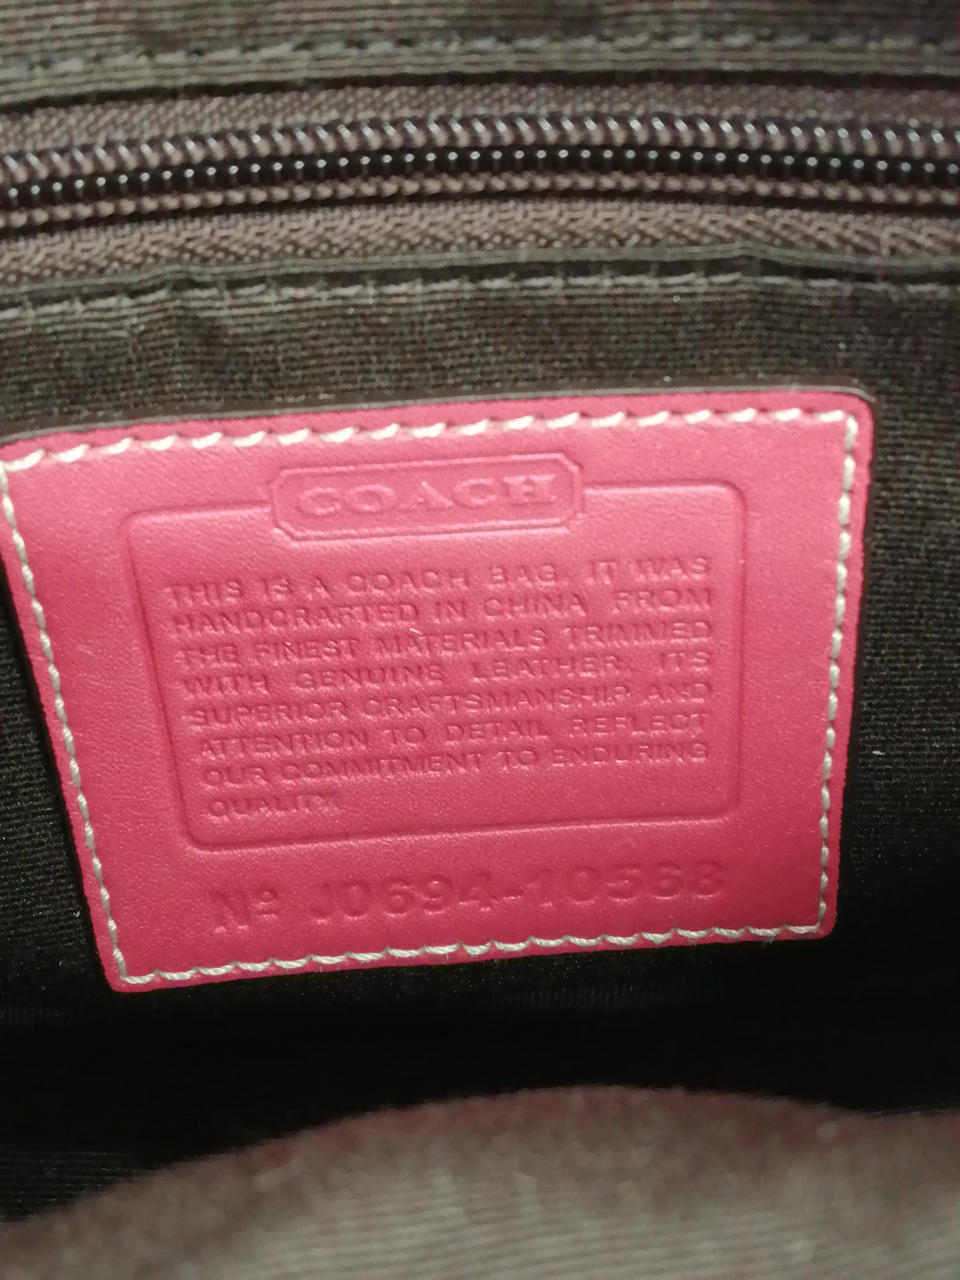 COACH
THIS IS A COACH BAG. IT WAS
HANDCRAFTED IN CHINA FROM
THE FINEST MATERIALS TRIMMED
WITH GENUINE LEATHER. ITS
SUPERIOR CRAFTSMANSHIP AND
ATTENTION TO DETAIL REFLECT
OUR COMMITMENT TO ENDURING
QUALITY.
Nº J0694-10568